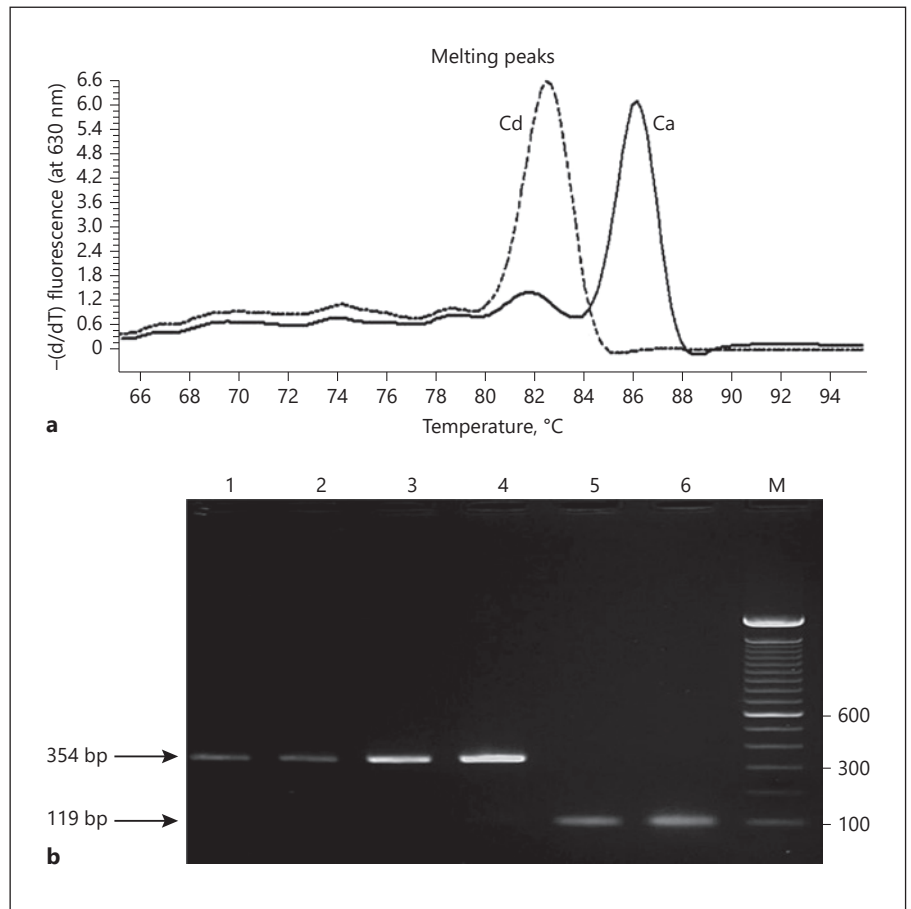 Melting peaks
–(d/dT) fluorescence (at 630 nm)
6.6
6.0
5.4
4.8
4.2
3.6
3.0
2.4
1.8
1.2
0.6
0
Cd
Ca
66 68 70 72 74 76 78 80 82 84 86 88 90 92 94
Temperature, °C
a
1 2 3 4 5 6 M
600
354 bp
300
119 bp
100
b